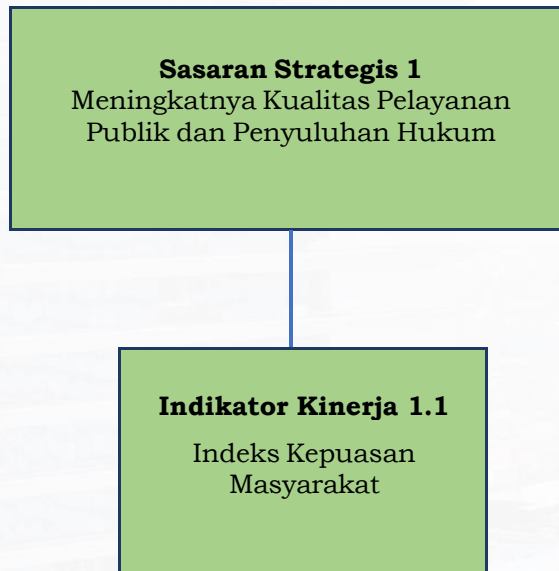 Sasaran Strategis 1
Meningkatnya Kualitas Pelayanan
Publik dan Penyuluhan Hukum
Indikator Kinerja 1.1
Indeks Kepuasan
Masyarakat